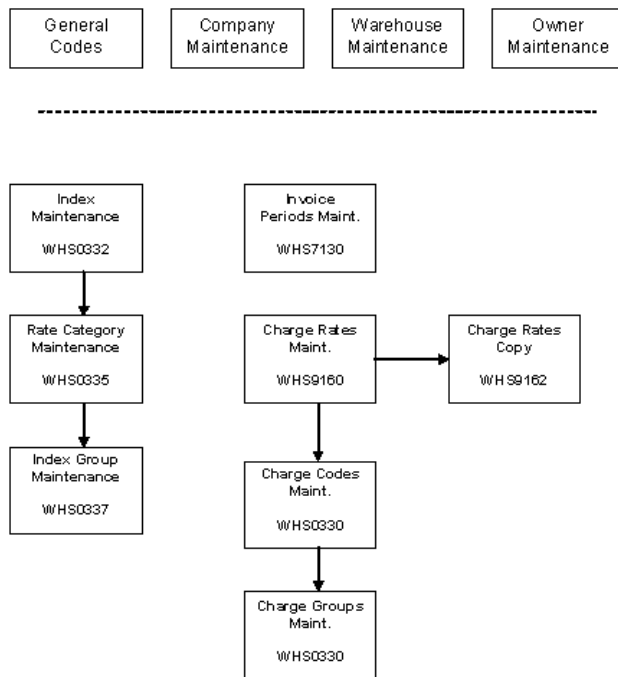 General
Codes
Company
Maintenance
Warehouse
Maintenance
Owner
Maintenance
Index
Maintenance
WHS0332
Invoice
Periods Maint.
WHS7130
Rate Category
Maintenance
WHS0335
Charge Rates
Maint.
WHS9160
Charge Rates
Copy
WHS9162
Index Group
Maintenance
WHS0337
Charge Codes
Maint.
WHS0330
Charge Groups
Maint.
WHS0330